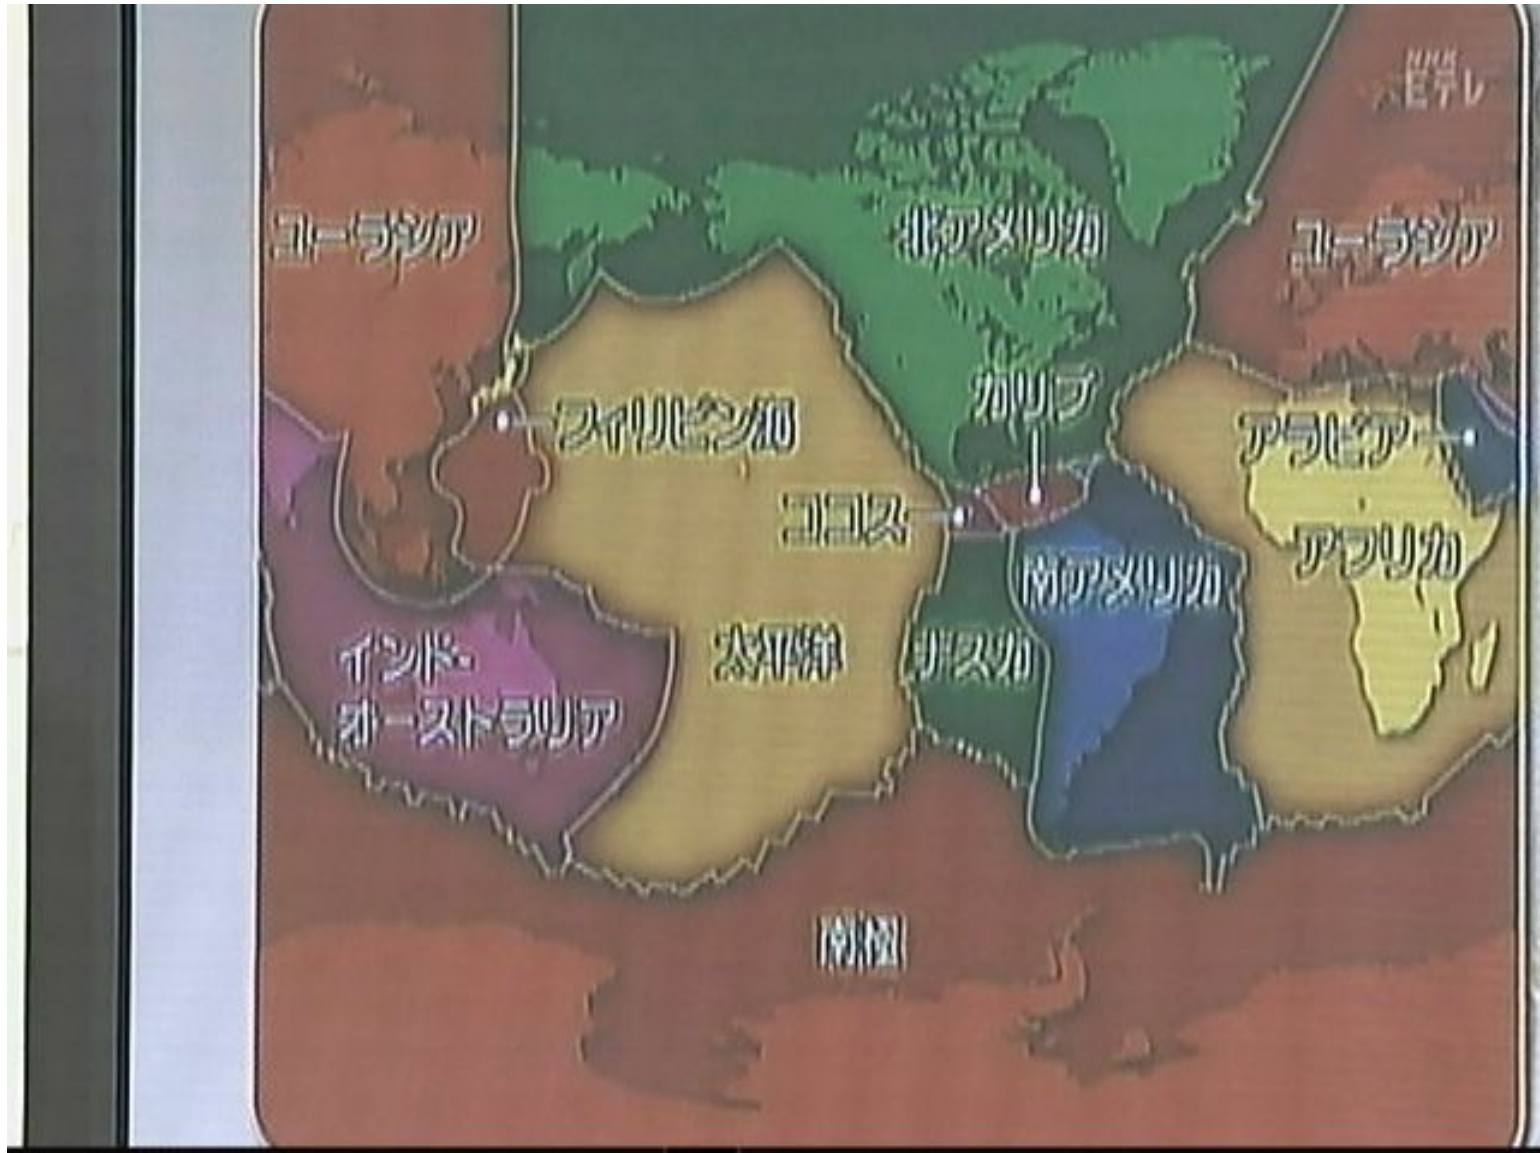 NHK
Eテレ
ユーラシア
北アメリカ
ユーラシア
カリブ
フィリピン海
アラビア
ココス
アフリカ
南アメリカ
太平洋
ナスカ
インド・
オーストラリア
南極